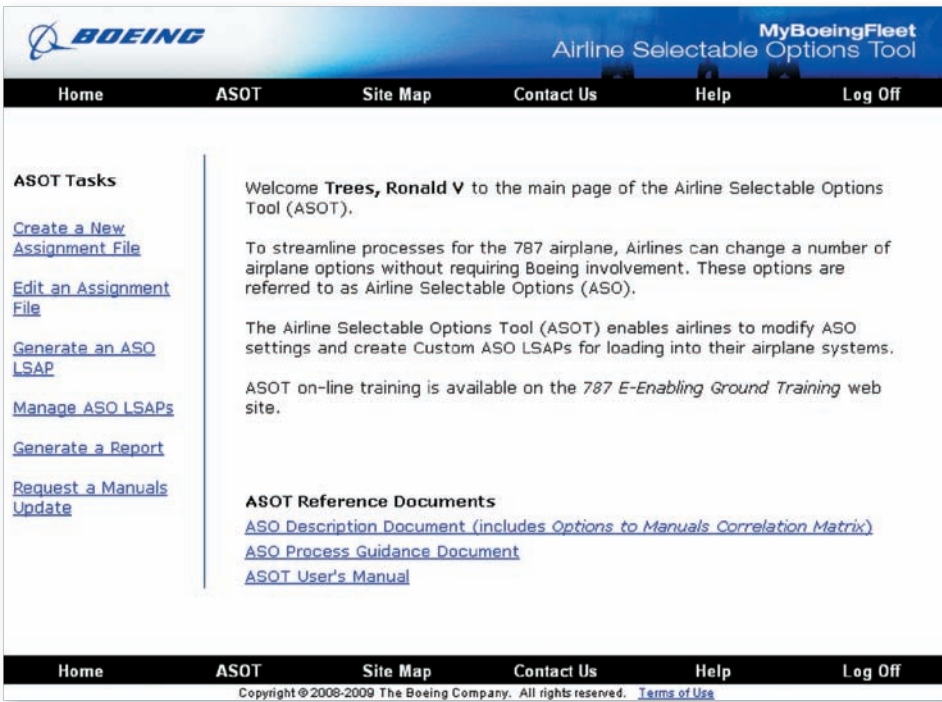 BOEING
MyBoeingFleet
Airline Selectable Options Tool
Home ASOT Site Map Contact Us Help Log Off
ASOT Tasks
Create a New
Assignment File
Edit an Assignment
File
Generate an ASO
LSAP
Manage ASO LSAPs
Generate a Report
Request a Manuals
Update
Welcome Trees, Ronald V to the main page of the Airline Selectable Options
Tool (ASOT).
To streamline processes for the 787 airplane, Airlines can change a number of
airplane options without requiring Boeing involvement. These options are
referred to as Airline Selectable Options (ASO).
The Airline Selectable Options Tool (ASOT) enables airlines to modify ASO
settings and create Custom ASO LSAPs for loading into their airplane systems.
ASOT on-line training is available on the 787 E-Enabling Ground Training web
site.
ASOT Reference Documents
ASO Description Document (includes Options to Manuals Correlation Matrix)
ASO Process Guidance Document
ASOT User's Manual
Home ASOT Site Map Contact Us Help Log Off
Copyright © 2008-2009 The Boeing Company. All rights reserved. Terms of Use